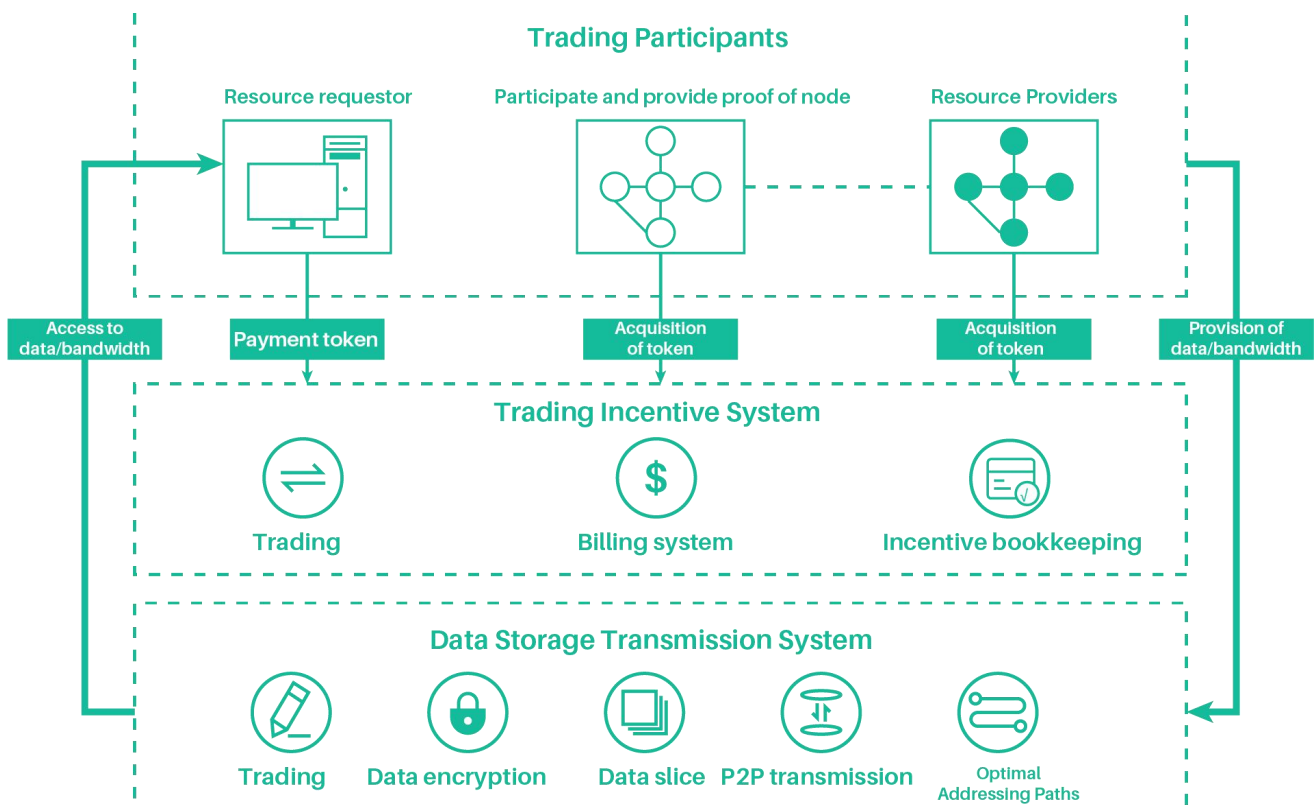 Trading Participants
Resource requestor
Participate and provide proof of node
Resource Providers
Access to
data/bandwidth
Payment token
Acquisition
of token
Acquisition
of token
Provision of
data/bandwidth
Trading Incentive System
$
Trading
Billing system
√
Incentive bookkeeping
Data Storage Transmission System
Trading
Data encryption
Data slice
P2P transmission
Optimal
Addressing Paths